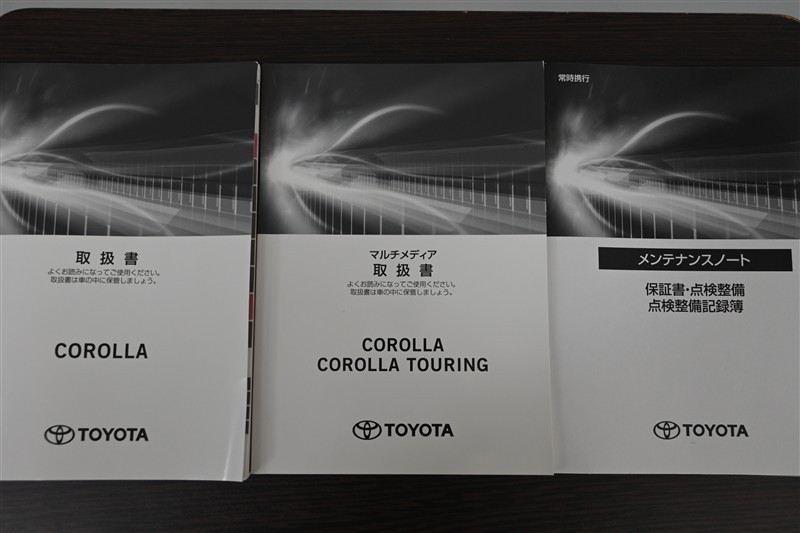 取扱書
よくお読みになってご使用ください。
取扱書は車の中に保管しましょう。
COROLLA
TOYOTA
マルチメディア
取扱書
よくお読みになってご使用ください。
取扱書は車の中に保管しましょう。
COROLLA
COROLLA TOURING
TOYOTA
常時携行
メンテナンスノート
保証書・点検整備
点検整備記録簿
TOYOTA